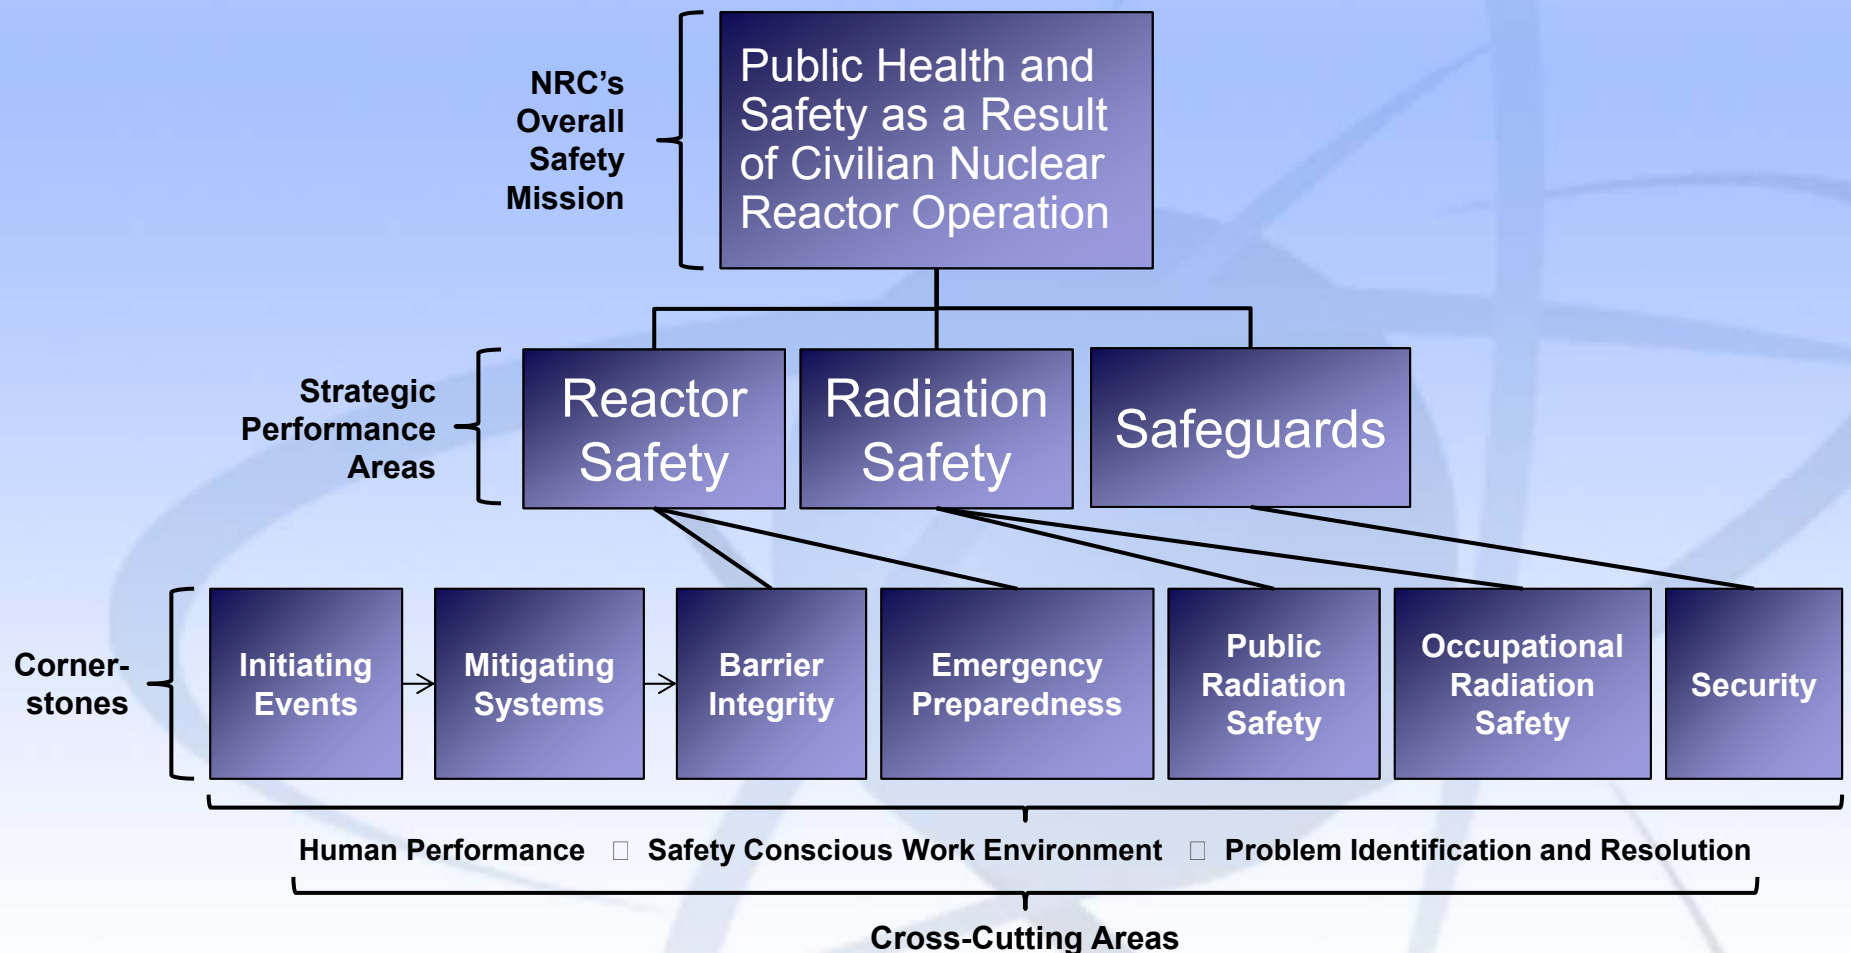 NRC's
Overall
Safety
Mission
Public Health and
Safety as a Result
of Civilian Nuclear
Reactor Operation
Strategic
Performance
Areas
Reactor
Safety
Radiation
Safety
Safeguards
Corner-
stones
Initiating
Events
Mitigating
Systems
Barrier
Integrity
Emergency
Preparedness
Public
Radiation
Safety
Occupational
Radiation
Safety
Security
Human Performance □ Safety Conscious Work Environment □ Problem Identification and Resolution
Cross-Cutting Areas